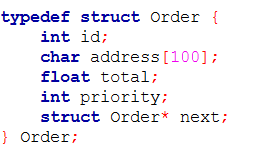 typedef struct Order {
    int id;
    char address[100];
    float total;
    int priority;
    struct Order* next;
} Order;